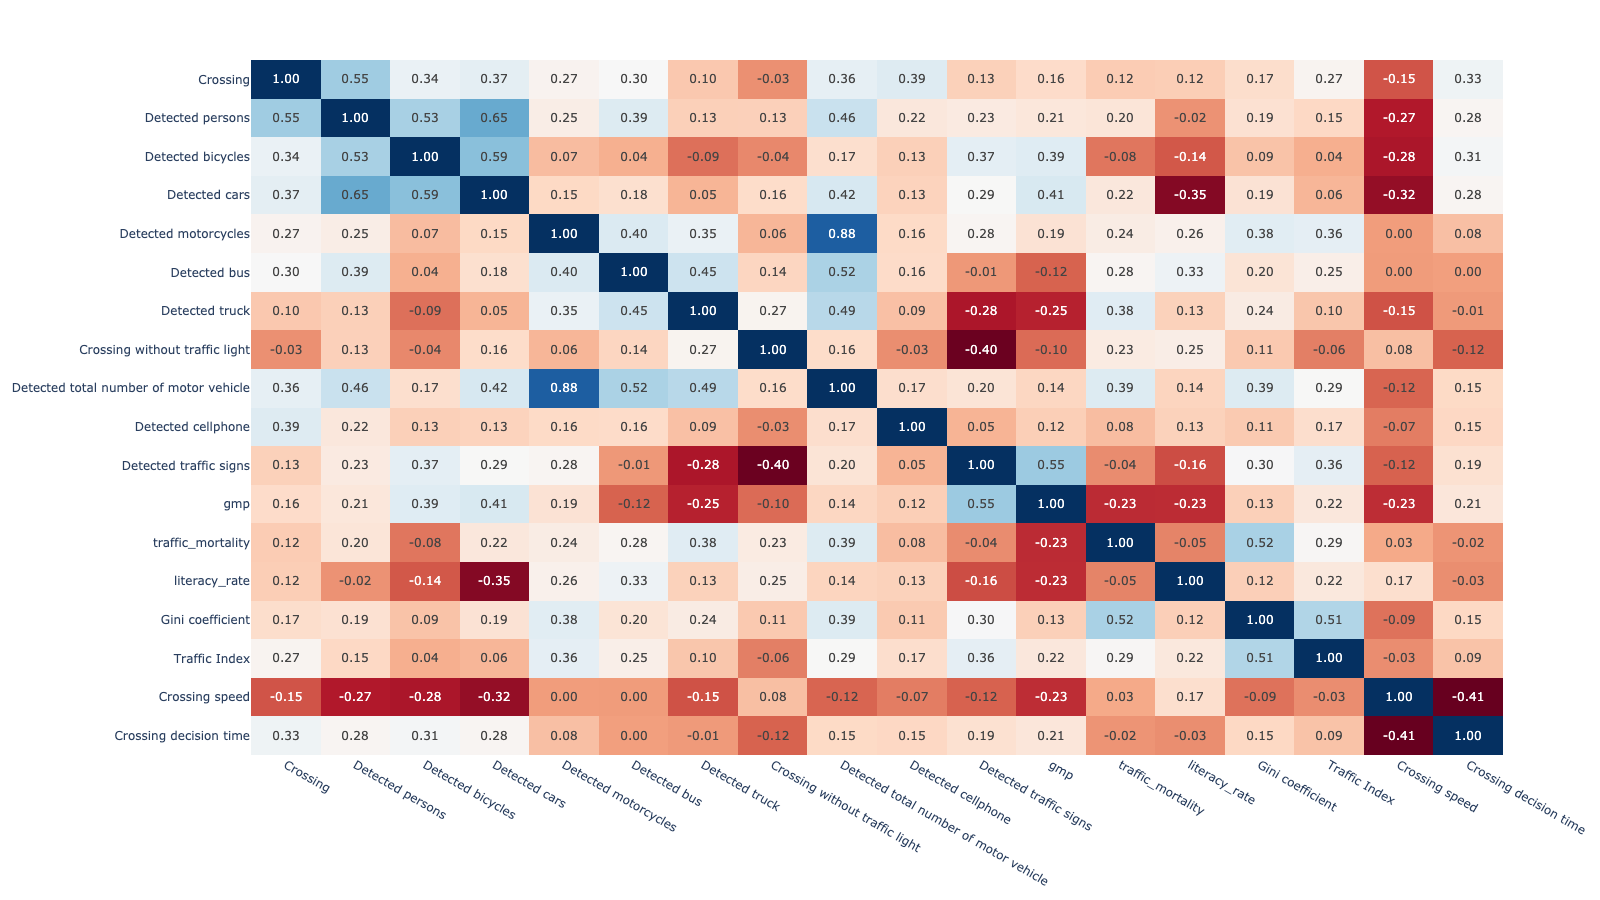 Crossing 1.00 0.55 0.34 0.37 0.27 0.30 0.10 -0.03 0.36 0.39 0.13 0.16 0.12 0.12 0.17 0.27 -0.15 0.33
Detected persons 0.55 1.00 0.53 0.65 0.25 0.39 0.13 0.13 0.46 0.22 0.23 0.21 0.20 -0.02 0.19 0.15 -0.27 0.28
Detected bicycles 0.34 0.53 1.00 0.59 0.07 0.04 -0.09 -0.04 0.17 0.13 0.37 0.39 -0.08 -0.14 0.09 0.04 -0.28 0.31
Detected cars 0.37 0.65 0.59 1.00 0.15 0.18 0.05 0.16 0.42 0.13 0.29 0.41 0.22 -0.35 0.19 0.06 -0.32 0.28
Detected motorcycles 0.27 0.25 0.07 0.15 1.00 0.40 0.35 0.06 0.88 0.16 0.28 0.19 0.24 0.26 0.38 0.36 0.00 0.08
Detected bus 0.30 0.39 0.04 0.18 0.40 1.00 0.45 0.14 0.52 0.16 -0.01 -0.12 0.28 0.33 0.20 0.25 0.00 0.00
Detected truck 0.10 0.13 -0.09 0.05 0.35 0.45 1.00 0.27 0.49 0.09 -0.28 -0.25 0.38 0.13 0.24 0.10 -0.15 -0.01
Crossing without traffic light -0.03 0.13 -0.04 0.16 0.06 0.14 0.27 1.00 0.16 -0.03 -0.40 -0.10 0.23 0.25 0.11 -0.06 0.08 -0.12
Detected total number of motor vehicle 0.36 0.46 0.17 0.42 0.88 0.52 0.49 0.16 1.00 0.17 0.20 0.14 0.39 0.14 0.39 0.29 -0.12 0.15
Detected cellphone 0.39 0.22 0.13 0.13 0.16 0.16 0.09 -0.03 0.17 1.00 0.05 0.12 0.08 0.13 0.11 0.17 -0.07 0.15
Detected traffic signs 0.13 0.23 0.37 0.29 0.28 -0.01 -0.28 -0.40 0.20 0.05 1.00 0.55 -0.04 -0.16 0.30 0.36 -0.12 0.19
gmp 0.16 0.21 0.39 0.41 0.19 -0.12 -0.25 -0.10 0.14 0.12 0.55 1.00 -0.23 -0.23 0.13 0.22 -0.23 0.21
traffic_mortality 0.12 0.20 -0.08 0.22 0.24 0.28 0.38 0.23 0.39 0.08 -0.04 -0.23 1.00 -0.05 0.52 0.29 0.03 -0.02
literacy_rate 0.12 -0.02 -0.14 -0.35 0.26 0.33 0.13 0.25 0.14 0.13 -0.16 -0.23 -0.05 1.00 0.12 0.22 0.17 -0.03
Gini coefficient 0.17 0.19 0.09 0.19 0.38 0.20 0.24 0.11 0.39 0.11 0.30 0.13 0.52 0.12 1.00 0.51 -0.09 0.15
Traffic Index 0.27 0.15 0.04 0.06 0.36 0.25 0.10 -0.06 0.29 0.17 0.36 0.22 0.29 0.22 0.51 1.00 -0.03 0.09
Crossing speed -0.15 -0.27 -0.28 -0.32 0.00 0.00 -0.15 0.08 -0.12 -0.07 -0.12 -0.23 0.03 0.17 -0.09 -0.03 1.00 -0.41
Crossing decision time 0.33 0.28 0.31 0.28 0.08 0.00 -0.01 -0.12 0.15 0.15 0.19 0.21 -0.02 -0.03 0.15 0.09 -0.41 1.00
Crossing
Detected persons
Detected bicycles
Detected cars
Detected motorcycles
Detected bus
Detected truck
Crossing without traffic light
Detected total number of motor vehicle
Detected cellphone
Detected traffic signs
gmp
traffic_mortality
literacy_rate
Gini coefficient
Traffic Index
Crossing speed
Crossing decision time